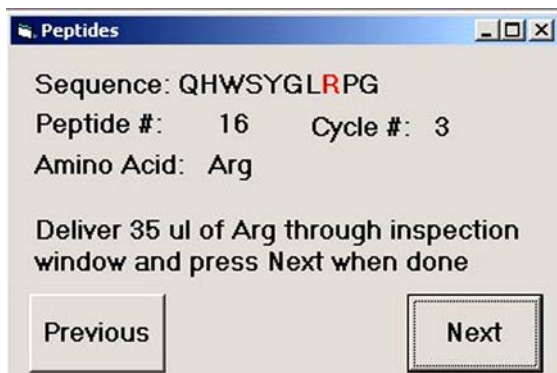 Peptides
Sequence: QHWSYGLRPG
Peptide #: 16 Cycle #: 3
Amino Acid: Arg
Deliver 35 ul of Arg through inspection
window and press Next when done
Previous Next